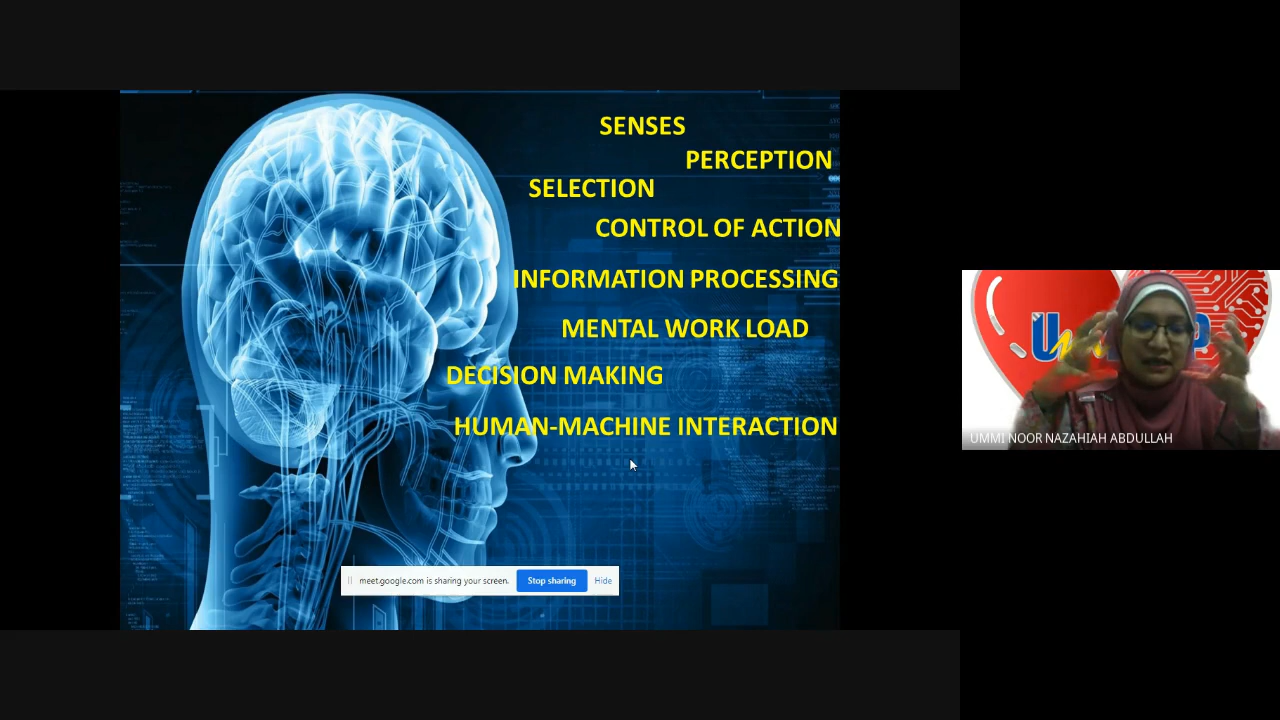 SENSES
PERCEPTION
SELECTION
CONTROL OF ACTION
INFORMATION PROCESSING
MENTAL WORK LOAD
DECISION MAKING
HUMAN-MACHINE INTERACTION
meet.google.com is sharing your screen. Stop sharing Hide
UMMI NOOR NAZAHIAH ABDULLAH